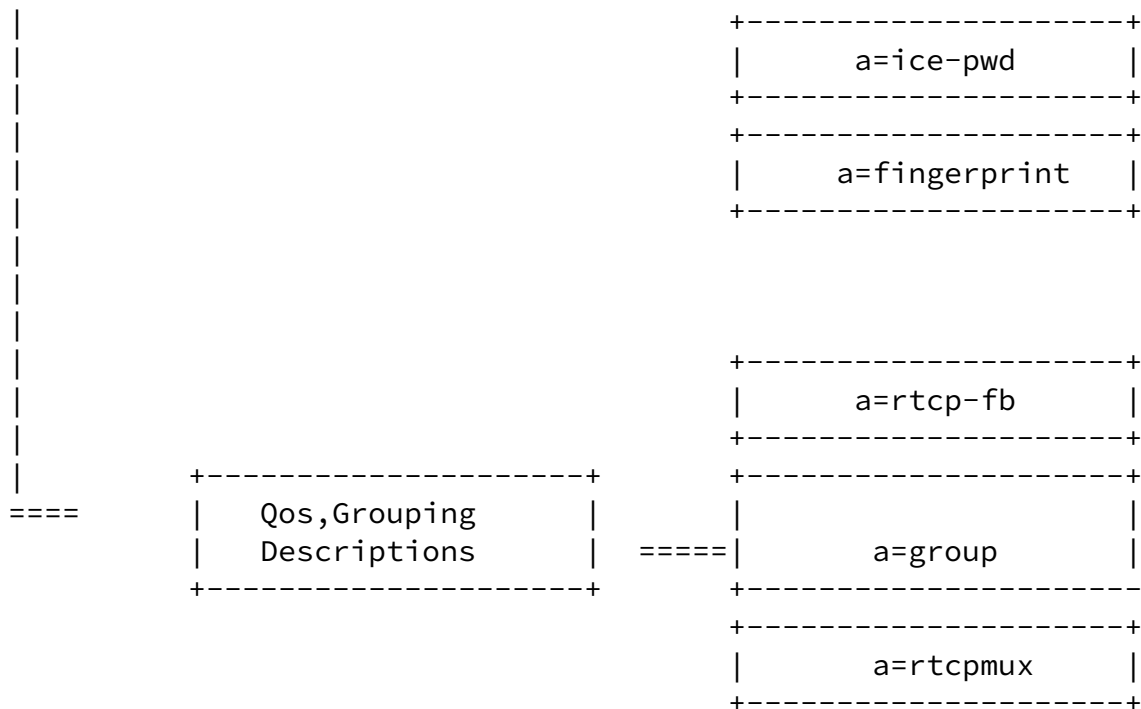 a=ice-pwd
a=fingerprint
a=rtcp-fb
Qos,Grouping
Descriptions =====
a=group
a=rtcpmux
====